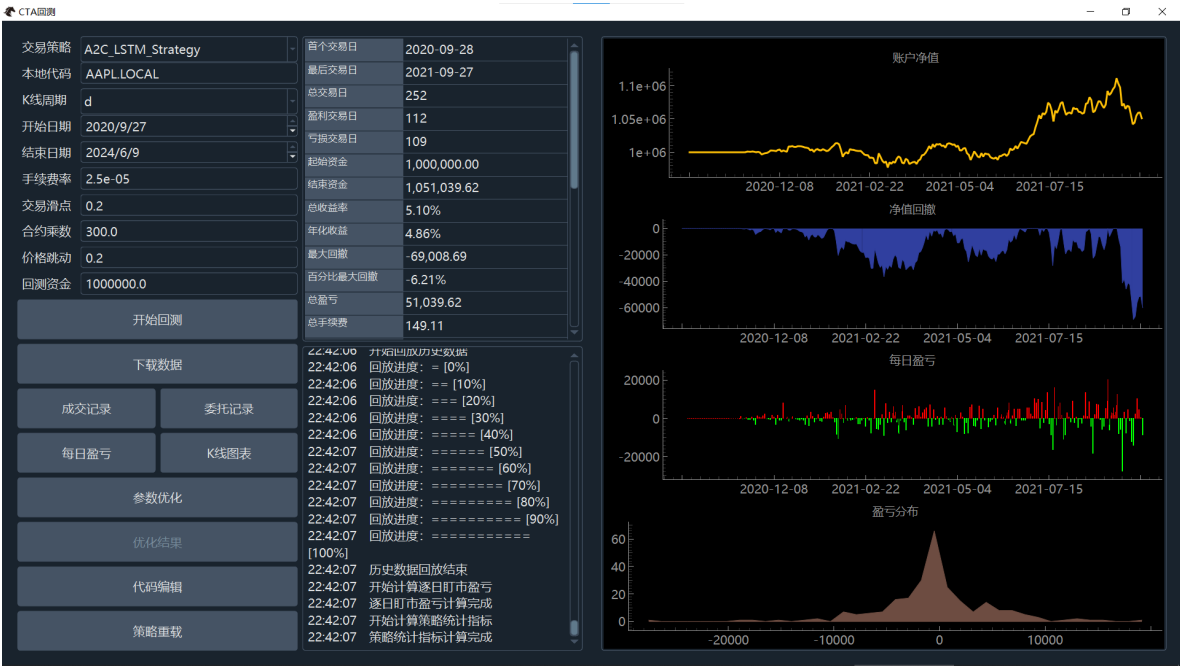 CTA回测
交易策略 A2C_LSTM_Strategy
本地代码 AAPL.LOCAL
K线周期 d
开始日期 2020/9/27
结束日期 2024/6/9
手续费率 2.5e-05
交易滑点 0.2
合约乘数 300.0
价格跳动 0.2
回测资金 1000000.0
开始回测
下载数据
成交记录 委托记录
每日盈亏 K线图表
参数优化
优化结果
代码编辑
策略重载
首个交易日 2020-09-28
最后交易日 2021-09-27
总交易日 252
盈利交易日 112
亏损交易日 109
起始资金 1,000,000.00
结束资金 1,051,039.62
总收益率 5.10%
年化收益 4.86%
最大回撤 -69,008.69
百分比最大回撤 -6.21%
总盈亏 51,039.62
总手续费 149.11
22:42:06 开始回放历史数据
22:42:06 回放进度：= [0%]
22:42:06 回放进度：== [10%]
22:42:06 回放进度：=== [20%]
22:42:06 回放进度：==== [30%]
22:42:06 回放进度：===== [40%]
22:42:07 回放进度：====== [50%]
22:42:07 回放进度：======= [60%]
22:42:07 回放进度：======== [70%]
22:42:07 回放进度：========= [80%]
22:42:07 回放进度：========== [90%]
22:42:07 回放进度：===========
[100%]
22:42:07 历史数据回放结束
22:42:07 开始计算逐日盯市盈亏
22:42:07 逐日盯市盈亏计算完成
22:42:07 开始计算策略统计指标
22:42:07 策略统计指标计算完成
账户净值
1.1e+06
1.05e+06
1e+06
2020-12-08 2021-02-22 2021-05-04 2021-07-15
净值回撤
0
-20000
-40000
-60000
2020-12-08 2021-02-22 2021-05-04 2021-07-15
每日盈亏
20000
0
-20000
2020-12-08 2021-02-22 2021-05-04 2021-07-15
盈亏分布
60
40
20
0
-20000 -10000 0 10000